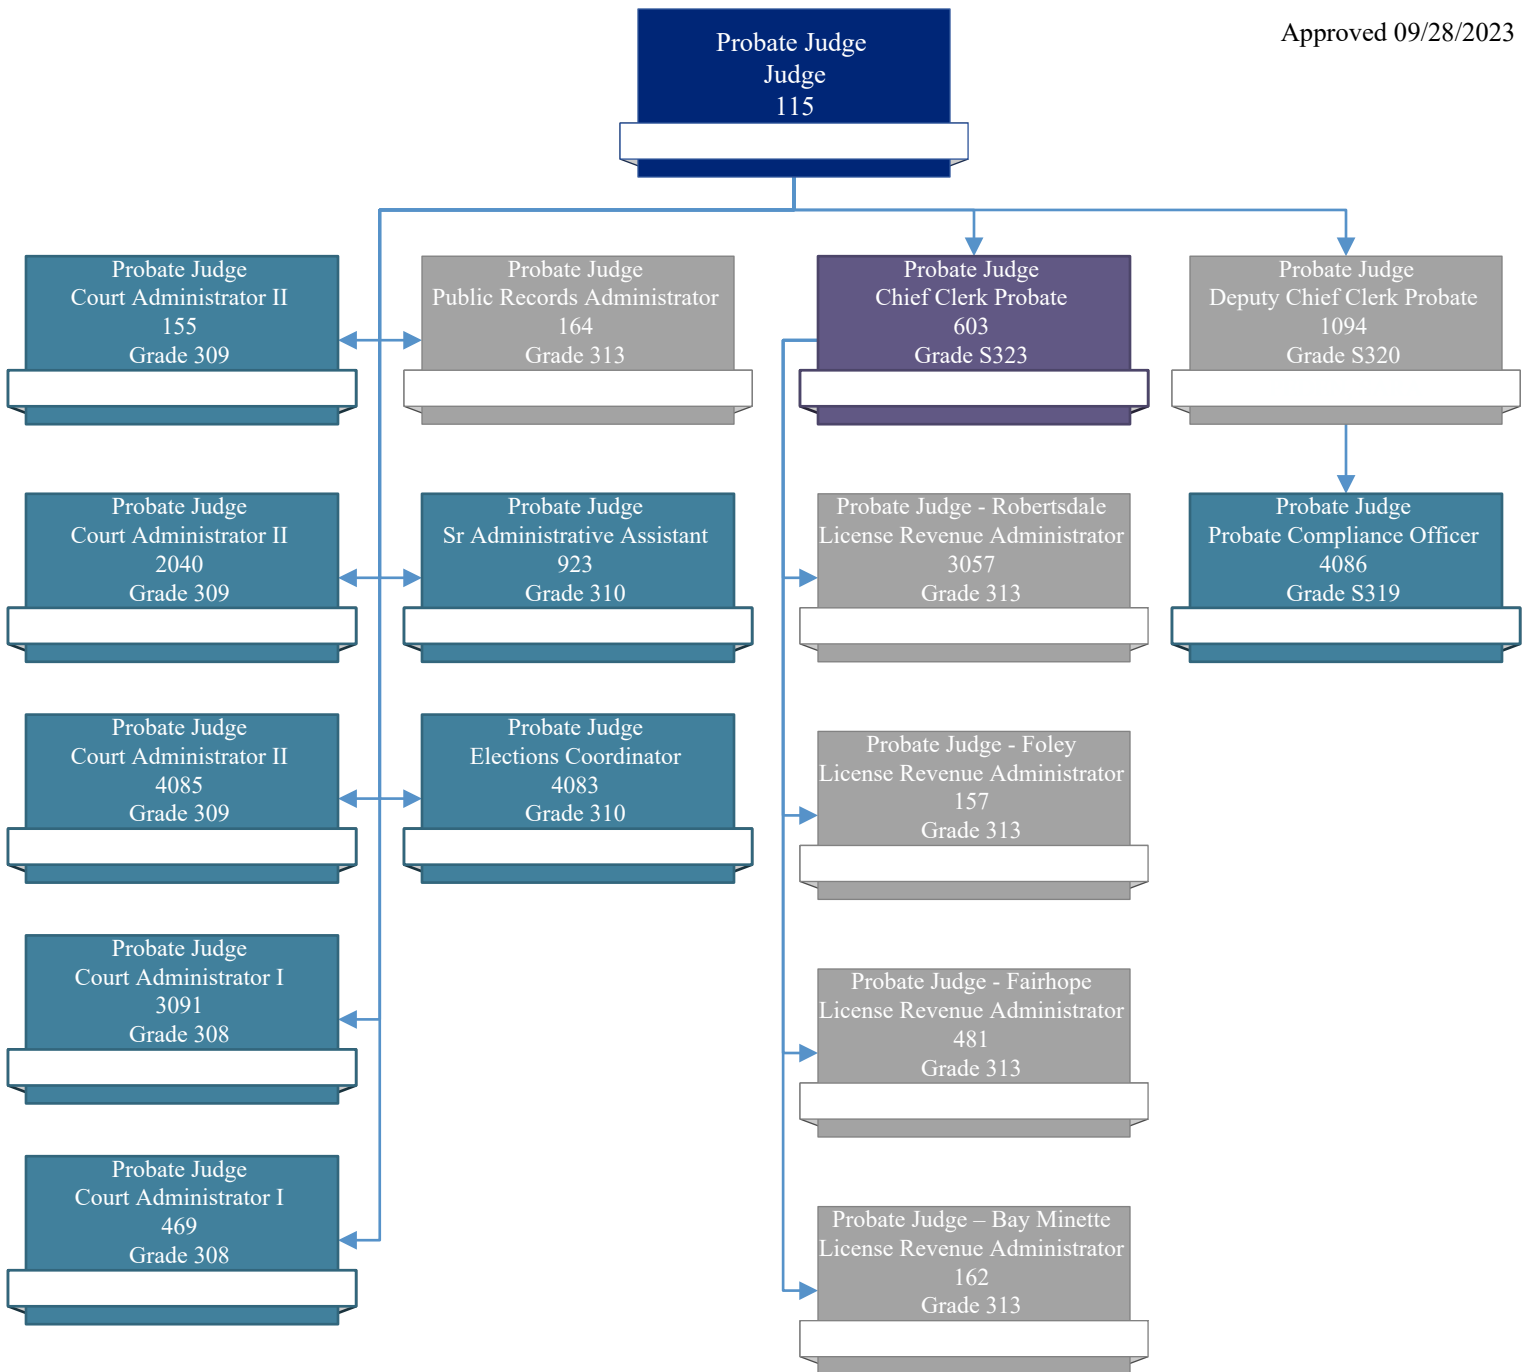 Approved 09/28/2023
Probate Judge
Judge
115
Probate Judge
Court Administrator II
155
Grade 309
Probate Judge
Public Records Administrator
164
Grade 313
Probate Judge
Chief Clerk Probate
603
Grade S323
Probate Judge
Deputy Chief Clerk Probate
1094
Grade S320
Probate Judge
Court Administrator II
2040
Grade 309
Probate Judge
Sr Administrative Assistant
923
Grade 310
Probate Judge - Robertsdale
License Revenue Administrator
3057
Grade 313
Probate Judge
Probate Compliance Officer
4086
Grade S319
Probate Judge
Court Administrator II
4085
Grade 309
Probate Judge
Elections Coordinator
4083
Grade 310
Probate Judge - Foley
License Revenue Administrator
157
Grade 313
Probate Judge
Court Administrator I
3091
Grade 308
Probate Judge - Fairhope
License Revenue Administrator
481
Grade 313
Probate Judge
Court Administrator I
469
Grade 308
Probate Judge – Bay Minette
License Revenue Administrator
162
Grade 313